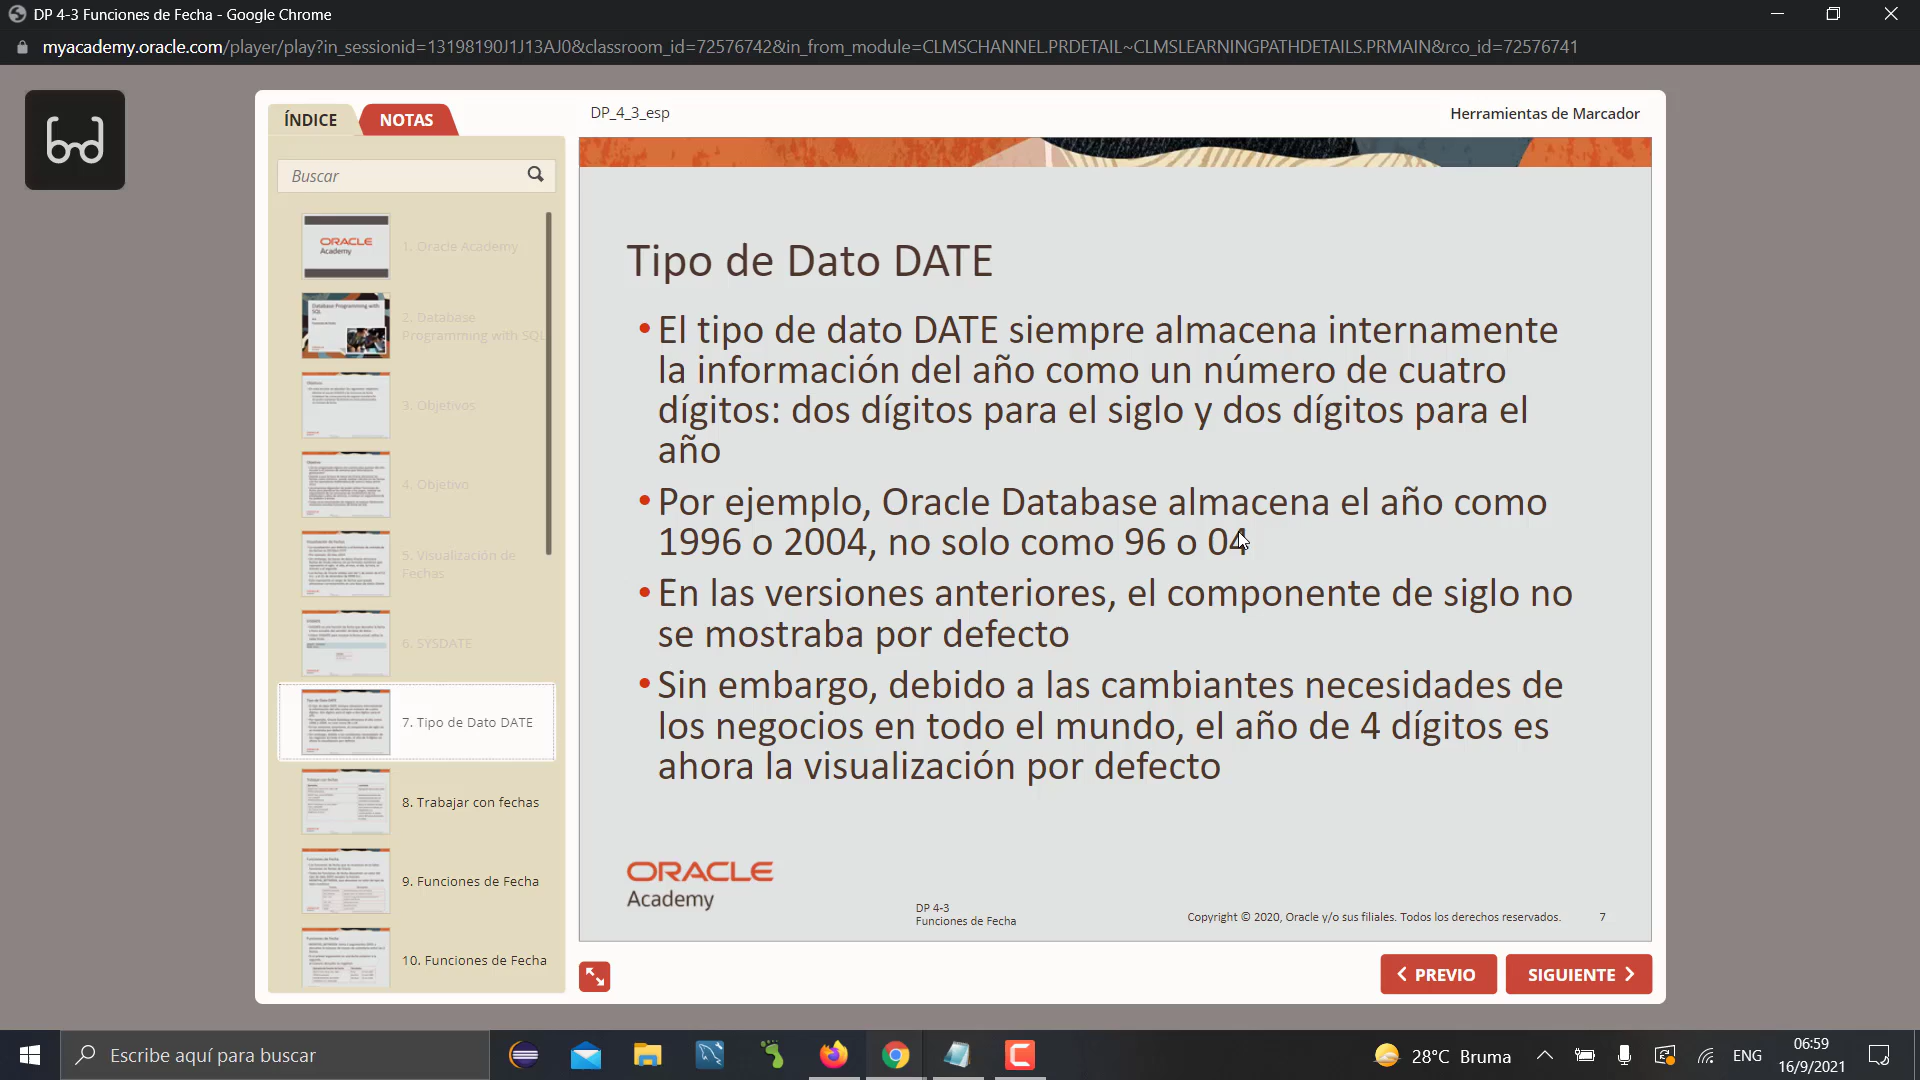 DP 4-3 Funciones de Fecha - Google Chrome
myacademy.oracle.com/player/play?in_sessionid=13198190J1J13AJ0&classroom_id=72576742&in_from_module=CLMSCHANNEL.PRDETAIL~CLMSLEARNINGPATHDETAILS.PRMAIN&rco_id=72576741
ÍNDICE
NOTAS
DP_4_3_esp
Herramientas de Marcador
Buscar
ORACLE
Academy
1. Oracle Academy
Database Programming with
SQL
2. Database
Programming with SQL
3. Objetivos
4. Objetivo
5. Visualización de
Fechas
6. SYSDATE
7. Tipo de Dato DATE
8. Trabajar con fechas
9. Funciones de Fecha
10. Funciones de Fecha
Tipo de Dato DATE
• El tipo de dato DATE siempre almacena internamente
la información del año como un número de cuatro
dígitos: dos dígitos para el siglo y dos dígitos para el
año
• Por ejemplo, Oracle Database almacena el año como
1996 o 2004, no solo como 96 o 04
• En las versiones anteriores, el componente de siglo no
se mostraba por defecto
• Sin embargo, debido a las cambiantes necesidades de
los negocios en todo el mundo, el año de 4 dígitos es
ahora la visualización por defecto
ORACLE
Academy
DP 4-3
Funciones de Fecha
Copyright © 2020, Oracle y/o sus filiales. Todos los derechos reservados.
7
PREVIO
SIGUIENTE
Escribe aquí para buscar
28°C Bruma
ENG
06:59
16/9/2021